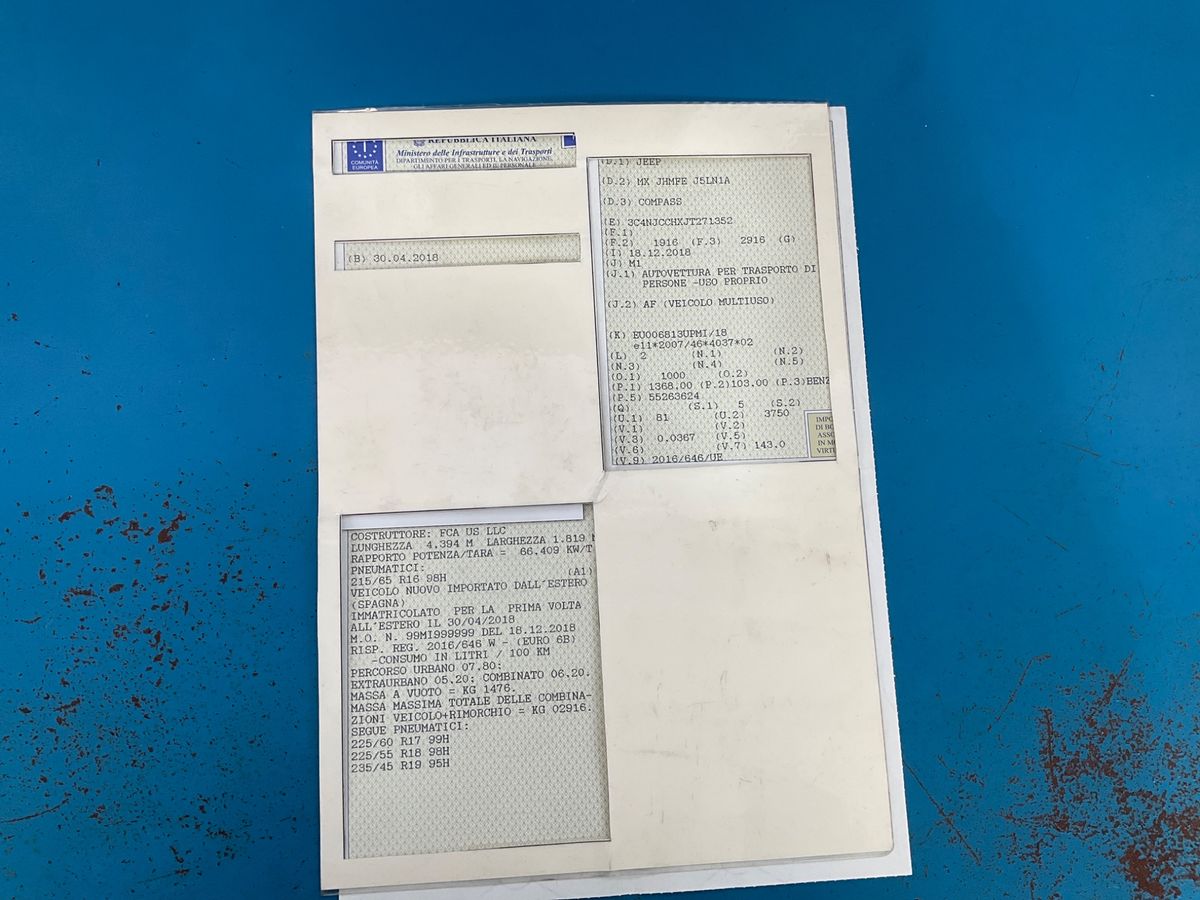 REPUBBLICA ITALIANA
COMUNITÀ
EUROPEA
Ministero delle Infrastrutture e dei Trasporti
DIPARTIMENTO PER I TRASPORTI, LA NAVIGAZIONE,
GLI AFFARI GENERALI ED IL PERSONALE
(B) 30.04.2018
(D.1) JEEP
(D.2) MX JHMFE J5LN1A
(D.3) COMPASS
(E) 3C4NJCCHXJT271352
(F.1)
(F.2) 1916 (F.3) 2916 (G)
(I) 18.12.2018
(J) M1
(J.1) AUTOVETTURA PER TRASPORTO DI
PERSONE -USO PROPRIO
(J.2) AF (VEICOLO MULTIUSO)
(K) EU006813UPMI/18
e11*2007/46*4037*02
(L) 2 (N.1) (N.2)
(N.3) (N.4) (N.5)
(O.1) 1000 (O.2)
(P.1) 1368.00 (P.2)103.00 (P.3)BENZ
(P.5) 55263624
(Q) (S.1) 5 (S.2)
(U.1) 81 (U.2) 3750
(V.1) (V.2)
(V.3) 0.0367 (V.5)
(V.6) (V.7) 143.0
(V.9) 2016/646/UE
IMPO
DI BO
ASSO
IN MO
VIRTU
COSTRUTTORE: FCA US LLC
LUNGHEZZA 4.394 M LARGHEZZA 1.819 M
RAPPORTO POTENZA/TARA = 66.409 KW/T
PNEUMATICI:
215/65 R16 98H (A1)
VEICOLO NUOVO IMPORTATO DALL'ESTERO
(SPAGNA)
IMMATRICOLATO PER LA PRIMA VOLTA
ALL'ESTERO IL 30/04/2018
M.O. N. 99MI999999 DEL 18.12.2018
RISP. REG. 2016/646 W - (EURO 6B)
-CONSUMO IN LITRI / 100 KM
PERCORSO URBANO 07.80:
EXTRAURBANO 05.20: COMBINATO 06.20.
MASSA A VUOTO = KG 1476.
MASSA MASSIMA TOTALE DELLE COMBINA-
ZIONI VEICOLO+RIMORCHIO = KG 02916.
SEGUE PNEUMATICI:
225/60 R17 99H
225/55 R18 98H
235/45 R19 95H